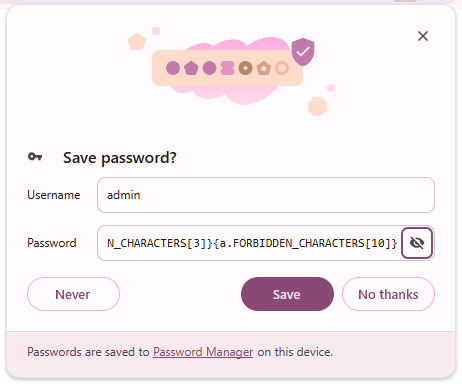 Save password?
Username admin
Password N_CHARACTERS[3]}{a.FORBIDDEN_CHARACTERS[10]}
Never Save No thanks
Passwords are saved to Password Manager on this device.